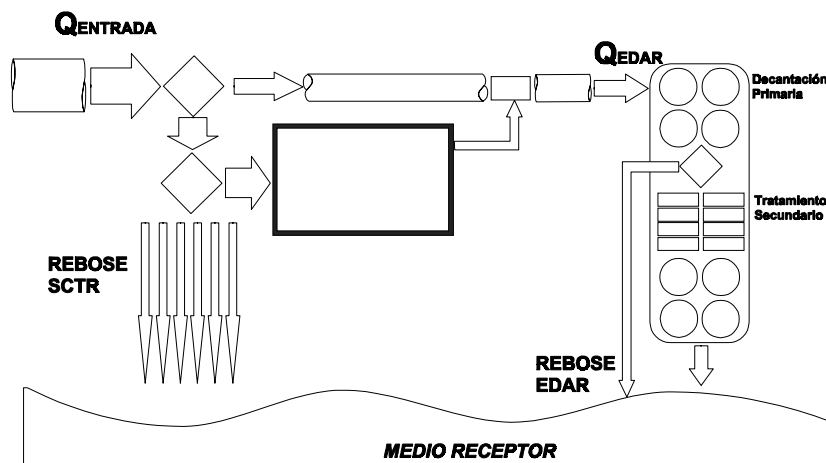 QENTRADA
QEDAR
Decantación
Primaria
Tratamiento
Secundario
REBOSE
SCTR
REBOSE
EDAR
MEDIO RECEPTOR